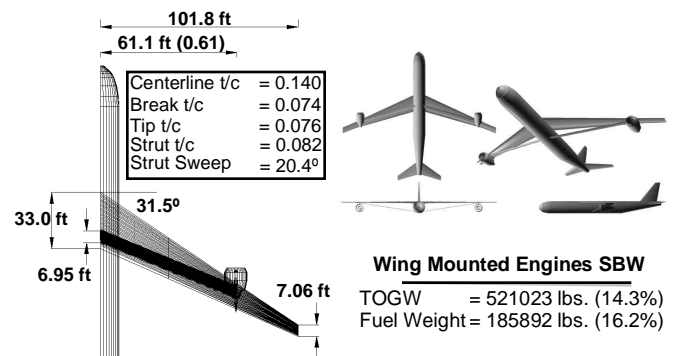 101.8 ft
61.1 ft (0.61)
Centerline t/c = 0.140
Break t/c = 0.074
Tip t/c = 0.076
Strut t/c = 0.082
Strut Sweep = 20.4º
33.0 ft
31.5º
6.95 ft
7.06 ft
Wing Mounted Engines SBW
TOGW = 521023 lbs. (14.3%)
Fuel Weight = 185892 lbs. (16.2%)